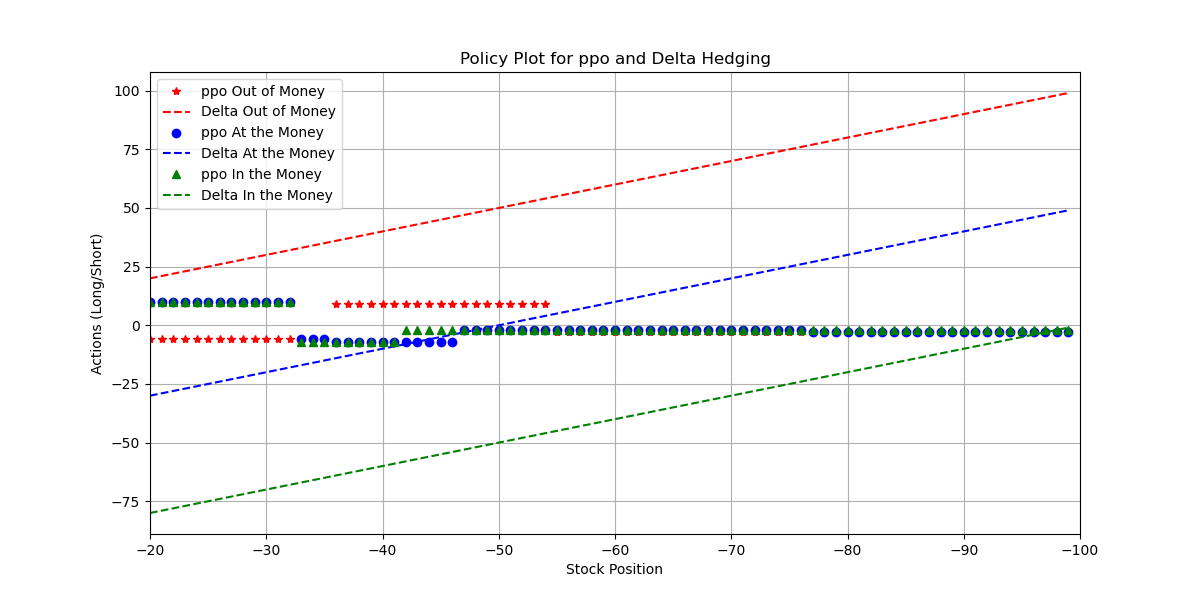 Policy Plot for ppo and Delta Hedging
ppo Out of Money
Delta Out of Money
ppo At the Money
Delta At the Money
ppo In the Money
Delta In the Money
Actions (Long/Short)
100
75
50
25
0
−25
−50
−75
−20
−30
−40
−50
−60
−70
−80
−90
−100
Stock Position